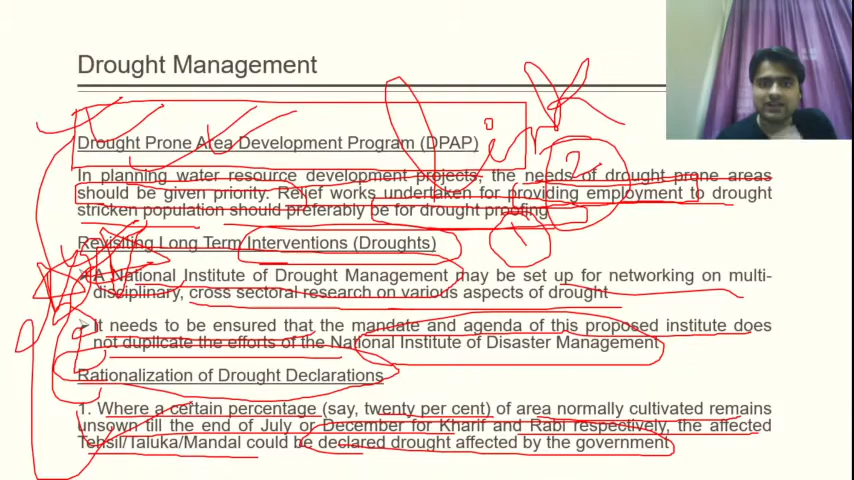 Drought Management
Link
Drought Prone Area Development Program (DPAP)
2
In planning water resource development projects, the needs of drought prone areas
should be given priority. Relief works undertaken for providing employment to drought
stricken population should preferably be for drought proofing
1
Revisiting Long Term Interventions (Droughts)
A National Institute of Drought Management may be set up for networking on multi-
disciplinary, cross sectoral research on various aspects of drought
It needs to be ensured that the mandate and agenda of this proposed institute does
not duplicate the efforts of the National Institute of Disaster Management
Rationalization of Drought Declarations
1. Where a certain percentage (say, twenty per cent) of area normally cultivated remains
unsown till the end of July or December for Kharif and Rabi respectively, the affected
Tehsil/Taluka/Mandal could be declared drought affected by the government